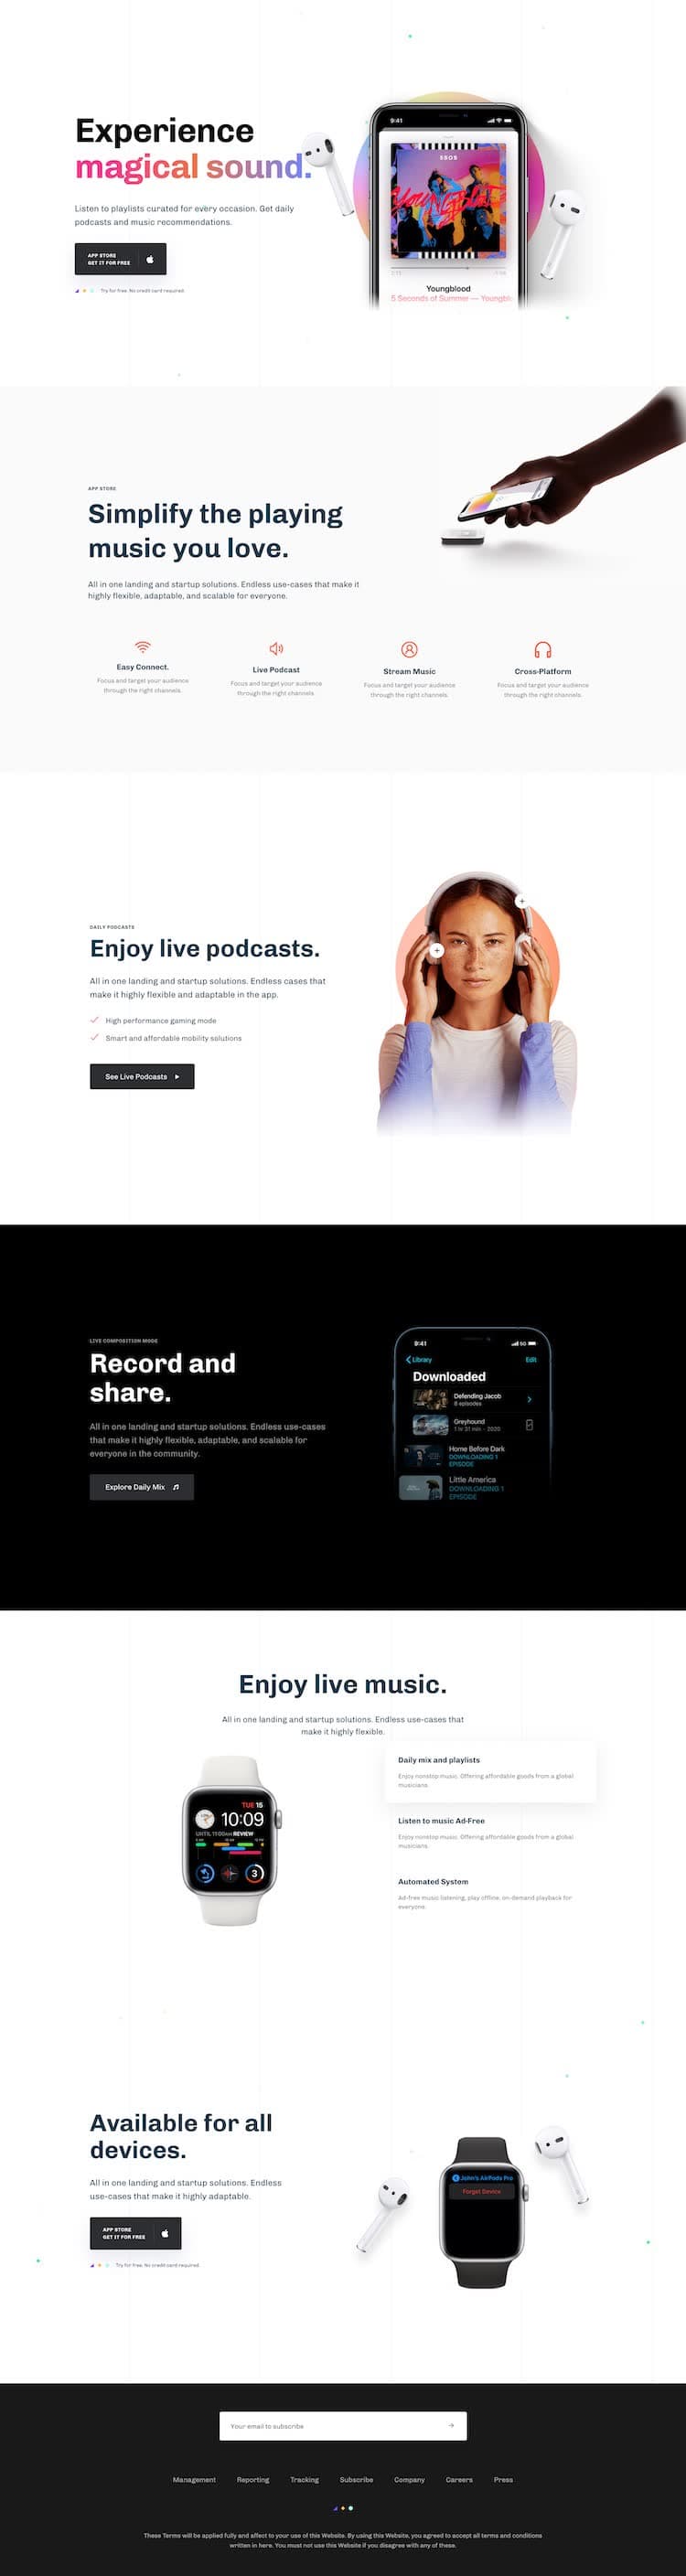 Experience
magical sound.
Listen to playlists curated for every occasion. Get daily
podcasts and music recommendations.
APP STORE
GET IT FOR FREE
Try for free. No credit card required.
9:41
5SOS
Youngblood
Youngblood
5 Seconds of Summer — Youngbl
APP STORE
Simplify the playing
music you love.
All in one landing and startup solutions. Endless use-cases that make it
highly flexible, adaptable, and scalable for everyone.
Easy Connect.
Focus and target your audience
through the right channels.
Live Podcast
Focus and target your audience
through the right channels
Stream Music
Focus and target your audience
through the right channels.
Cross-Platform
Focus and target your audience
through the right channels.
DAILY PODCASTS
Enjoy live podcasts.
All in one landing and startup solutions. Endless cases that
make it highly flexible and adaptable in the app.
High performance gaming mode
Smart and affordable mobility solutions
See Live Podcasts
LIVE COMPOSITION MODE
Record and
share.
All in one landing and startup solutions. Endless use-cases
that make it highly flexible, adaptable, and scalable for
everyone in the community.
Explore Daily Mix
9:41
5G
Library
Edit
Downloaded
Defending Jacob
8 episodes
Greyhound
1 hr 31 min · 2020
Home Before Dark
DOWNLOADING 1
EPISODE
Little America
DOWNLOADING 1
EPISODE
Enjoy live music.
All in one landing and startup solutions. Endless use-cases that
make it highly flexible.
TUE 15
10:09
UNTIL 11:00AM REVIEW
3
Daily mix and playlists
Enjoy nonstop music. Offering affordable goods from a global
musicians.
Listen to music Ad-Free
Enjoy nonstop music. Offering affordable goods from a global
musicians.
Automated System
Ad-free music listening, play offline, on-demand playback for
everyone.
Available for all
devices.
All in one landing and startup solutions. Endless
use-cases that make it highly adaptable.
APP STORE
GET IT FOR FREE
Try for free. No credit card required.
John's AirPods Pro
Forget Device
Your email to subscribe
Management Reporting Tracking Subscribe Company Careers Press
These Terms will be applied fully and affect to your use of this Website. By using this Website, you agreed to accept all terms and conditions
written in here. You must not use this Website if you disagree with any of these.